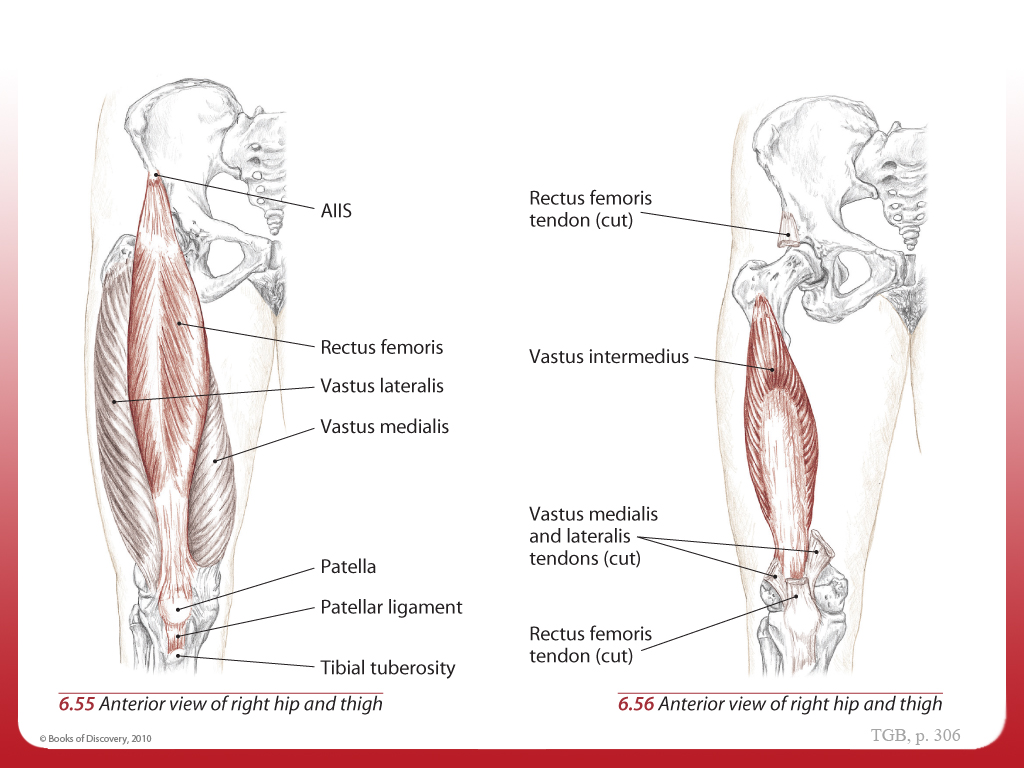 AIIS
Rectus femoris
Vastus lateralis
Vastus medialis
Patella
Patellar ligament
Tibial tuberosity
6.55 Anterior view of right hip and thigh
Rectus femoris
tendon (cut)
Vastus intermedius
Vastus medialis
and lateralis
tendons (cut)
Rectus femoris
tendon (cut)
6.56 Anterior view of right hip and thigh
© Books of Discovery, 2010
TGB, p. 306